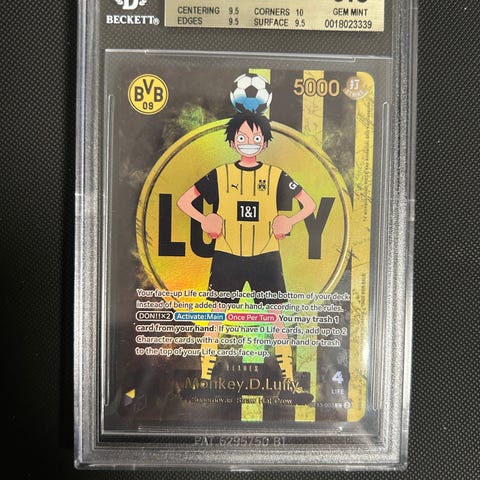 BECKETT®
CENTERING 9.5 CORNERS 10
EDGES 9.5 SURFACE 9.5
GEM MINT
0018023339
BVB
09
5000
打
LUFFY
1&1
Your face-up Life cards are placed at the bottom of your deck
instead of being added to your hand, according to the rules.
DON!!×2 Activate:Main Once Per Turn You may trash 1
card from your hand: If you have 0 Life cards, add up to 2
Character cards with a cost of 5 from your hand or trash
to the top of your Life cards face-up.
LEADER
Monkey.D.Luffy
4
LIFE
PAT 6295750 B1